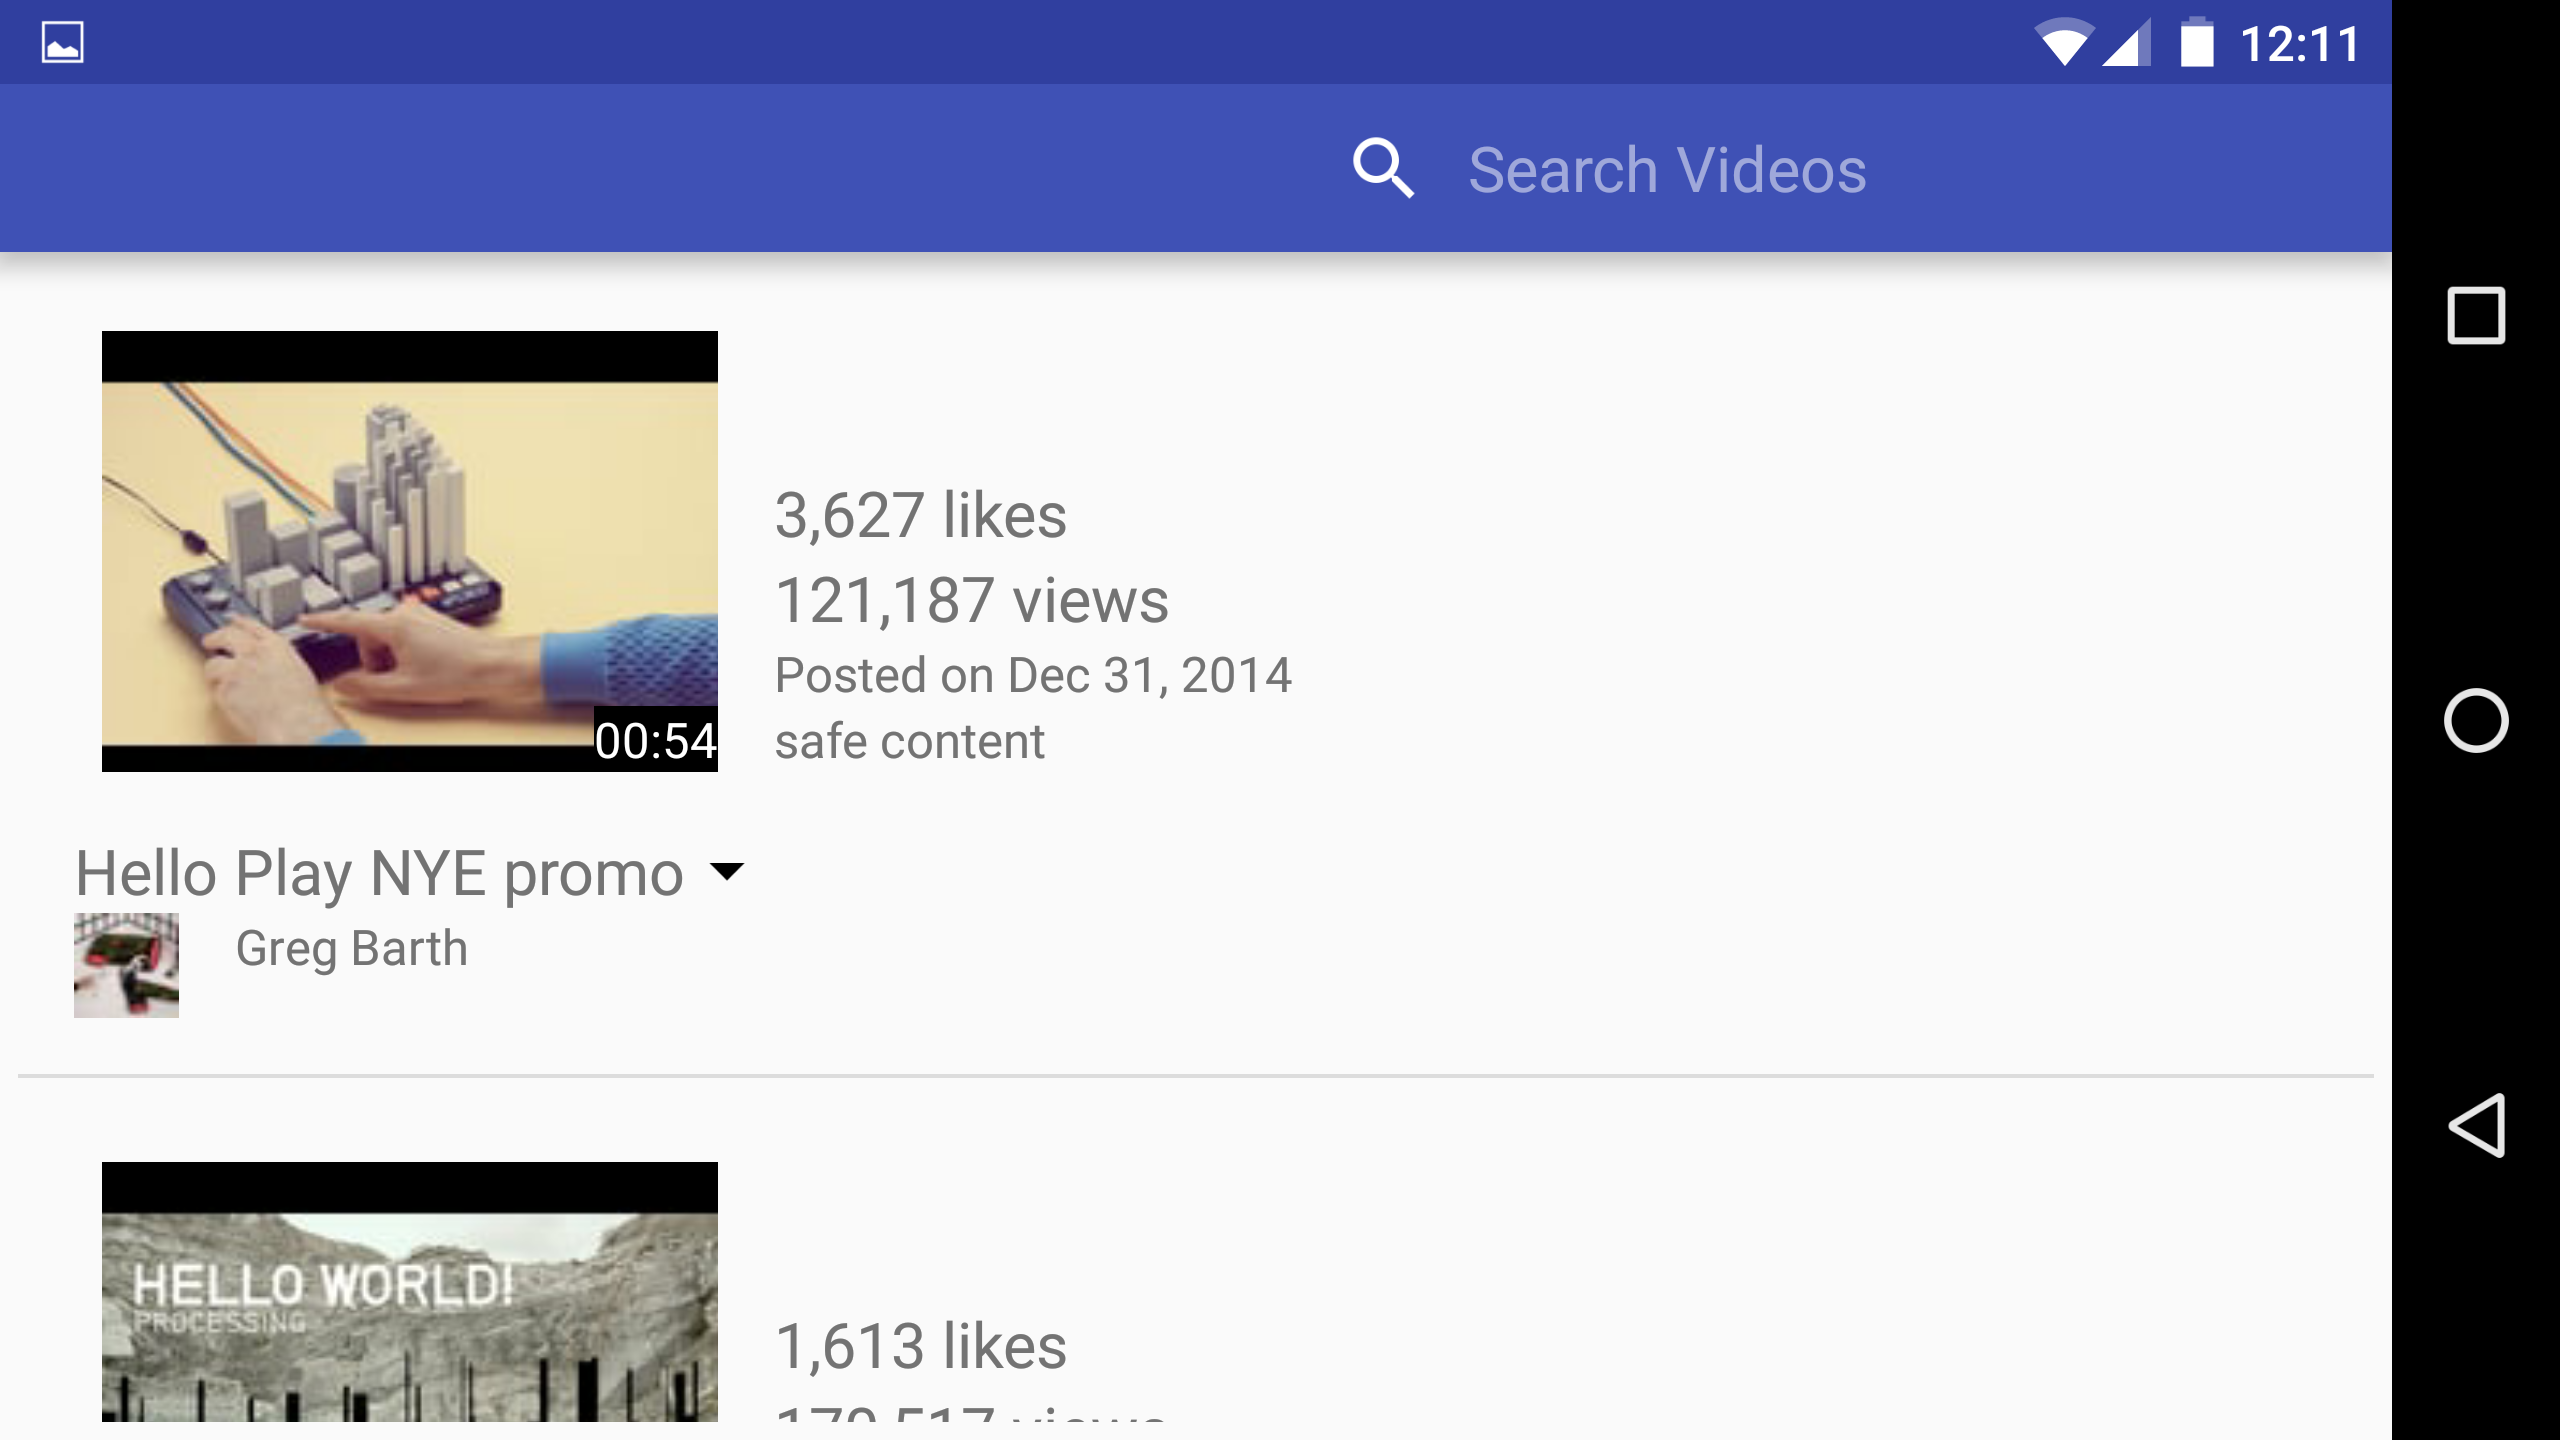 12:11
Search Videos
3,627 likes
121,187 views
Posted on Dec 31, 2014
safe content
00:54
Hello Play NYE promo
Greg Barth
HELLO WORLD!
PROCESSING
1,613 likes
views